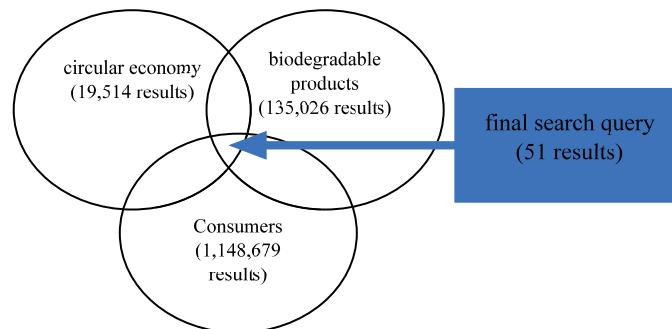 circular economy
(19,514 results)
biodegradable
products
(135,026 results)
final search query
(51 results)
Consumers
(1,148,679
results)